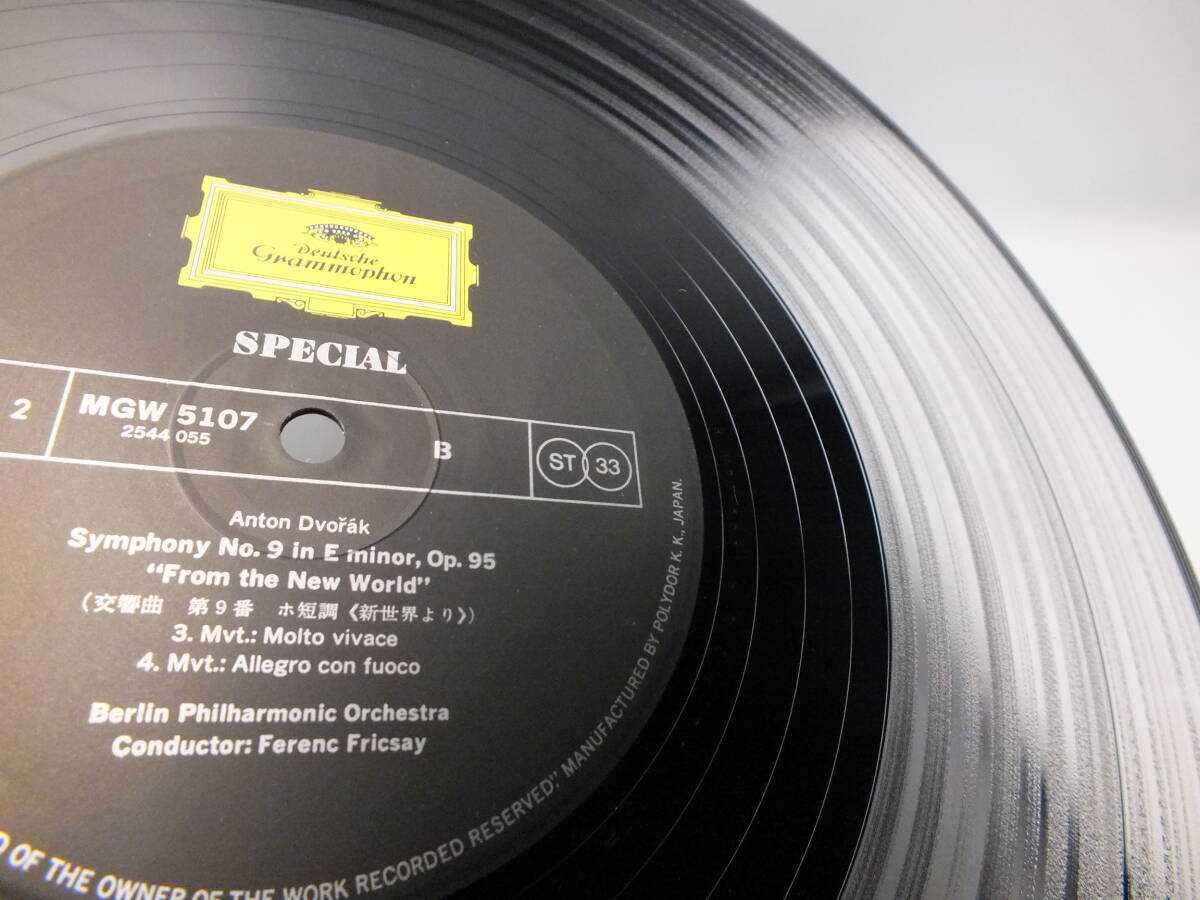 Deutsche
Grammophon
SPECIAL
2
MGW 5107
2544 055
B
ST 33
Anton Dvořák
Symphony No. 9 in E minor, Op. 95
“From the New World”
(交響曲 第9番 ホ短調《新世界より》)
3. Mvt.: Molto vivace
4. Mvt.: Allegro con fuoco
Berlin Philharmonic Orchestra
Conductor: Ferenc Fricsay
OF THE OWNER OF THE WORK RECORDED RESERVED." MANUFACTURED BY POLYDOR K. K., JAPAN.